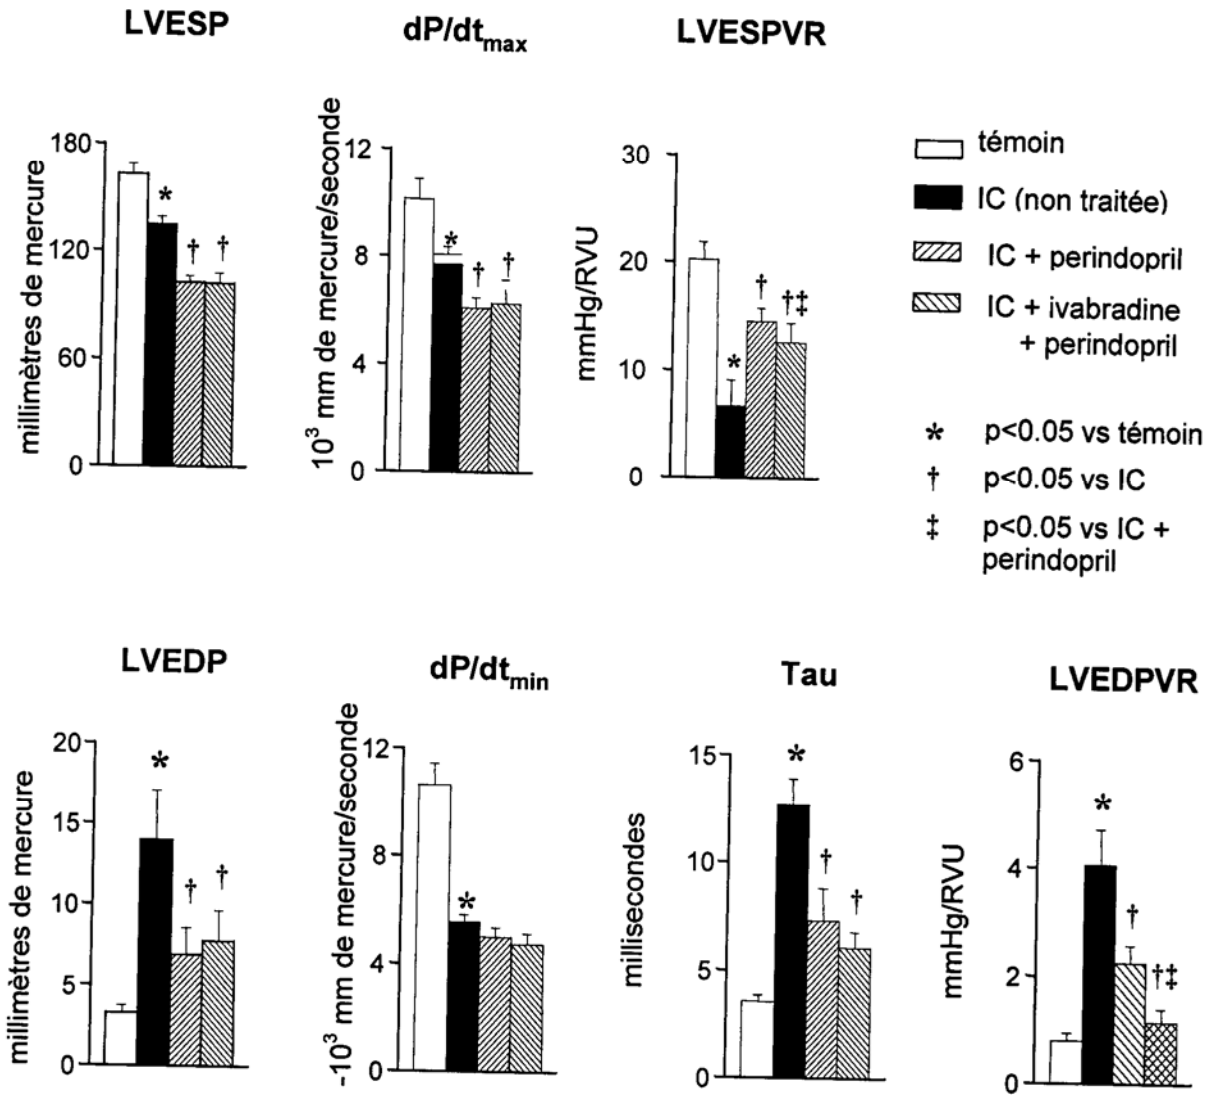 LVESP
dP/dtmax
LVESPVR
millimètres de mercure
180
120
60
0
*
†
†
10³ mm de mercure/seconde
12
8
4
0
*
†
†
mmHg/RVU
30
20
10
0
*
†
†‡
témoin
IC (non traitée)
IC + perindopril
IC + ivabradine
+ perindopril
* p<0.05 vs témoin
† p<0.05 vs IC
‡ p<0.05 vs IC +
perindopril
LVEDP
dP/dtmin
Tau
LVEDPVR
millimètres de mercure
20
15
10
5
0
*
†
†
-10³ mm de mercure/seconde
12
8
4
0
*
millisecondes
15
10
5
0
*
†
†
mmHg/RVU
6
4
2
0
*
†
†‡